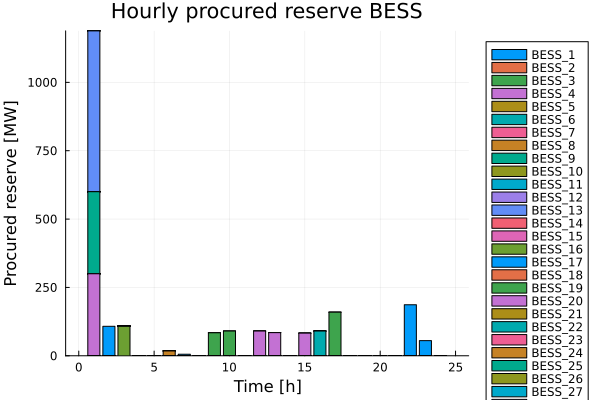 Hourly procured reserve BESS
Procured reserve [MW]
1000
750
500
250
0
0 5 10 15 20 25
Time [h]
BESS_1
BESS_2
BESS_3
BESS_4
BESS_5
BESS_6
BESS_7
BESS_8
BESS_9
BESS_10
BESS_11
BESS_12
BESS_13
BESS_14
BESS_15
BESS_16
BESS_17
BESS_18
BESS_19
BESS_20
BESS_21
BESS_22
BESS_23
BESS_24
BESS_25
BESS_26
BESS_27